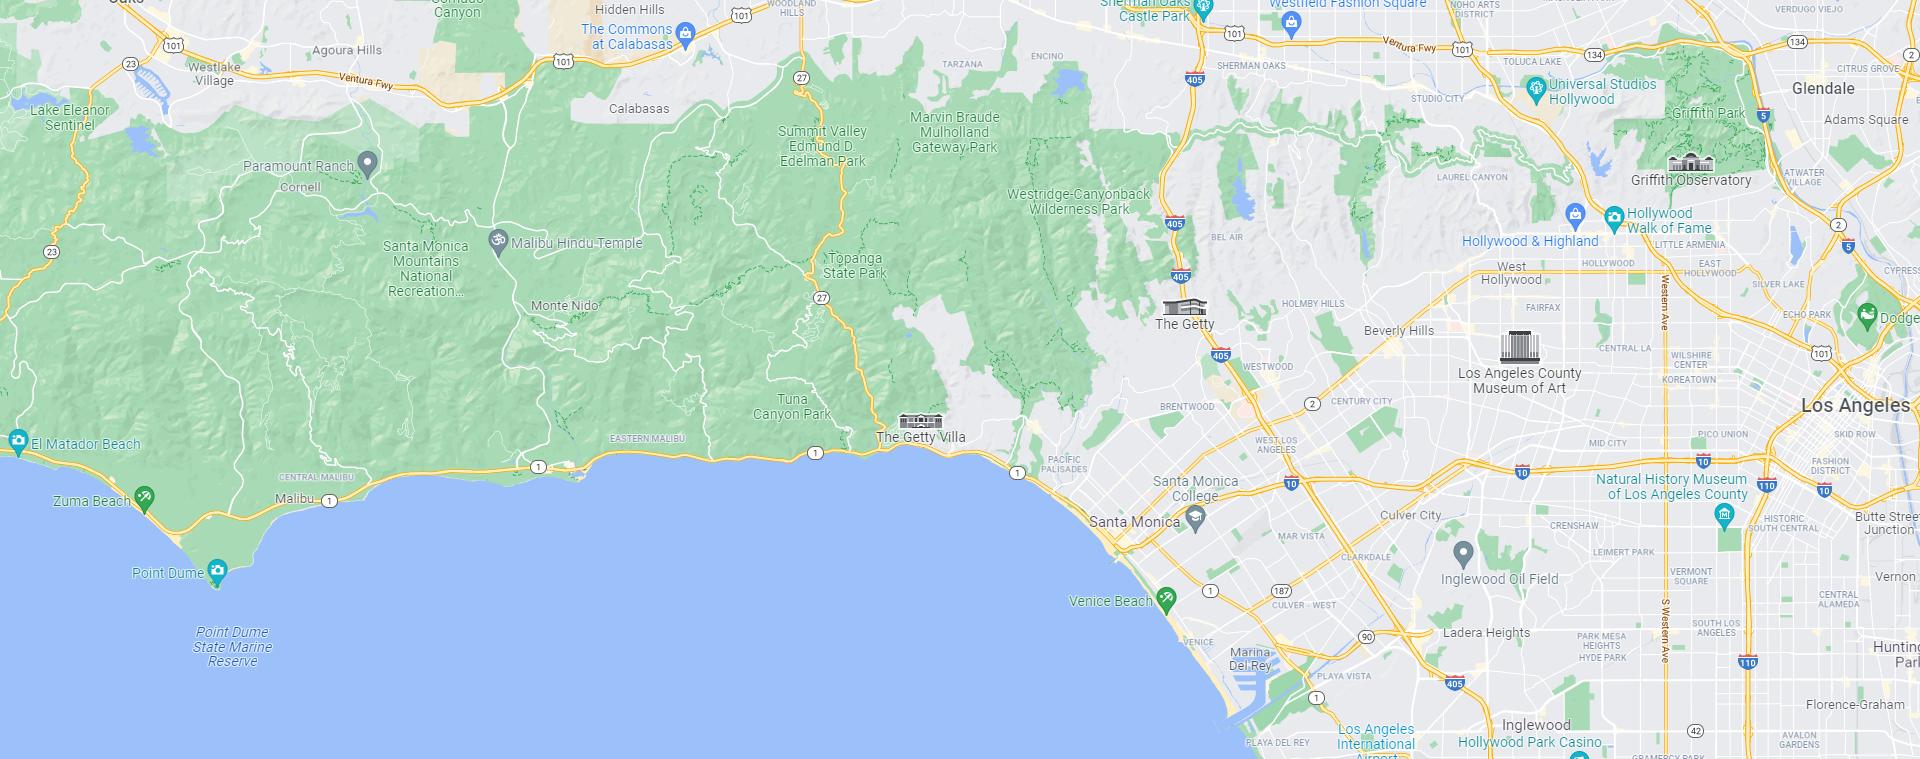 Canyon
Hidden Hills
101
WOODLAND
HILLS
Sherman Oaks
Castle Park
Westfield Fashion Square
NOHO ARTS
DISTRICT
VERDUGO VIEJO
The Commons
at Calabasas
101
Agoura Hills
23
Westlake
Village
101
Ventura Fwy
101
Ventura Fwy
101
134
134
2
27
TARZANA
ENCINO
405
SHERMAN OAKS
TOLUCA LAKE
CITRUS GROVE
Universal Studios
Hollywood
Glendale
STUDIO CITY
Lake Eleanor
Sentinel
Calabasas
Marvin Braude
Mulholland
Gateway Park
Griffith Park
5
Adams Square
Summit Valley
Edmund D.
Edelman Park
Paramount Ranch
Cornell
LAUREL CANYON
Griffith Observatory
ATWATER
VILLAGE
Westridge-Canyonback
Wilderness Park
405
BEL AIR
Hollywood
Walk of Fame
Hollywood & Highland
LITTLE ARMENIA
2
5
23
Santa Monica
Mountains
National
Recreation...
Malibu Hindu Temple
Topanga
State Park
405
West
Hollywood
HOLLYWOOD
EAST
HOLLYWOOD
CYPRESS
SILVER LAKE
27
Monte Nido
The Getty
HOLMBY HILLS
FAIRFAX
Western Ave
ECHO PARK
Dodge
Beverly Hills
405
CENTRAL LA
WILSHIRE
CENTER
101
WESTWOOD
Los Angeles County
Museum of Art
KOREATOWN
Tuna
Canyon Park
BRENTWOOD
2
CENTURY CITY
Los Angeles
The Getty Villa
El Matador Beach
EASTERN MALIBU
WEST LOS
ANGELES
MID CITY
PICO UNION
SKID ROW
1
1
1
PACIFIC
PALISADES
10
10
10
FASHION
DISTRICT
CENTRAL MALIBU
Malibu
1
Zuma Beach
Santa Monica
College
Natural History Museum
of Los Angeles County
110
10
Santa Monica
Culver City
CRENSHAW
HISTORIC
SOUTH CENTRAL
Butte Street
Junction
MAR VISTA
CLARKDALE
LEIMERT PARK
Point Dume
Inglewood Oil Field
VERMONT
SQUARE
Vernon
Venice Beach
1
187
CULVER - WEST
CENTRAL
ALAMEDA
Point Dume
State Marine
Reserve
90
Ladera Heights
PARK MESA
HEIGHTS
HYDE PARK
S Western Ave
SOUTH LOS
ANGELES
VENICE
Marina
Del Rey
Hunting
Park
110
PLAYA VISTA
405
1
Florence-Graham
Los Angeles
International
Airport
Inglewood
Hollywood Park Casino
42
PLAYA DEL REY
AVALON
GARDENS
GRAMERCY PARK